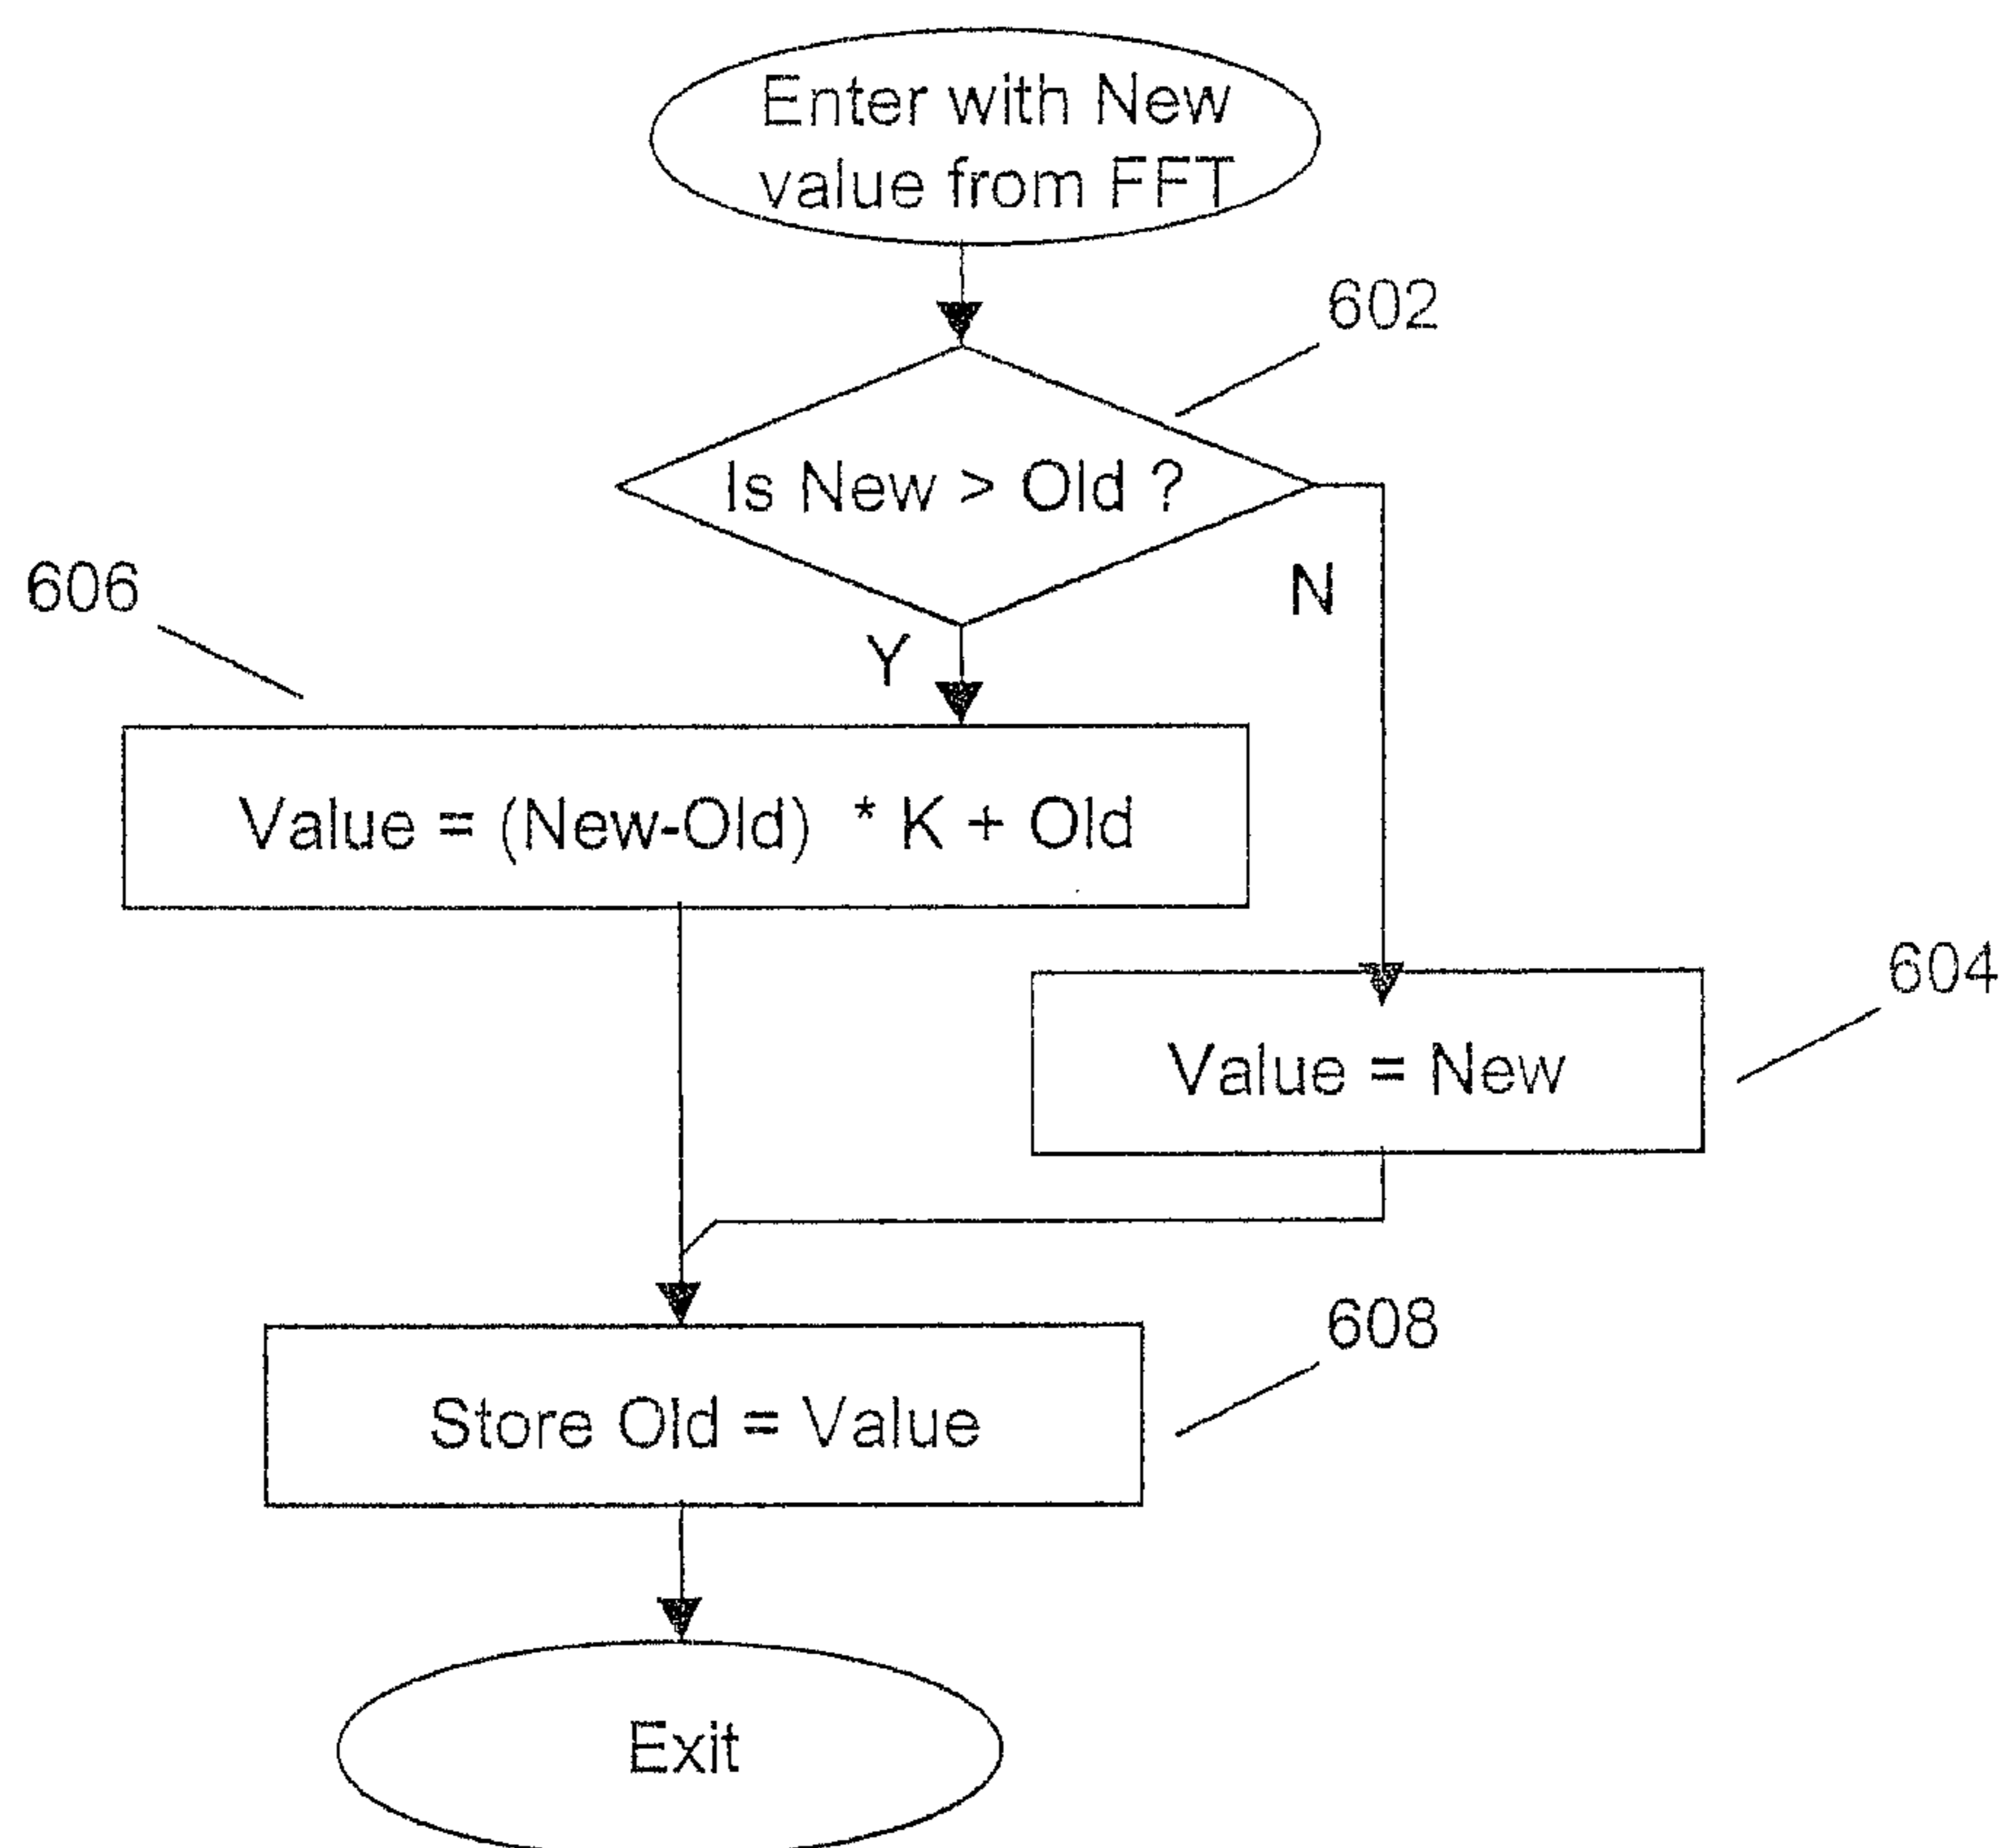 Enter with New
value from FFT
602
Is New > Old ?
N
606
Y
Value = (New-Old) * K + Old
604
Value = New
608
Store Old = Value
Exit